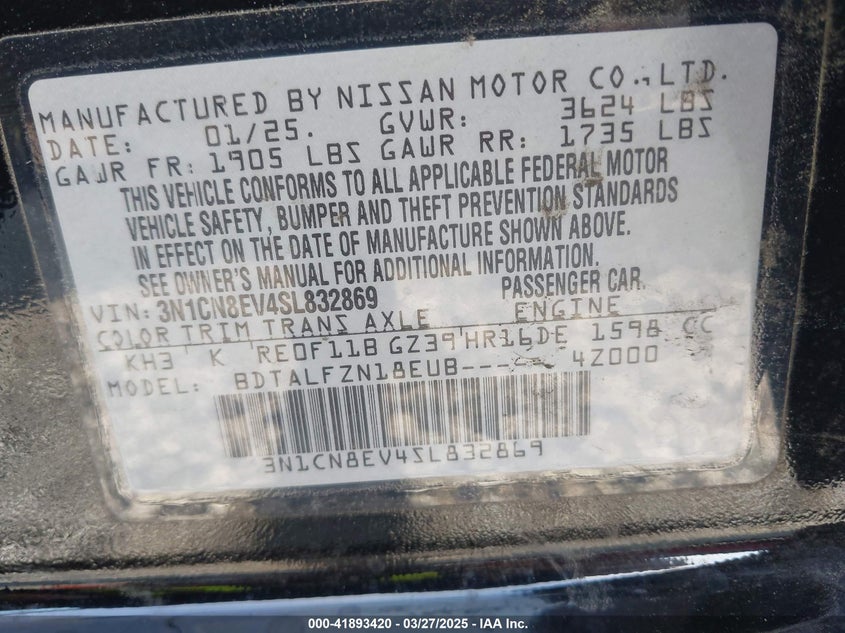 MANUFACTURED BY NISSAN MOTOR CO.,LTD.
DATE: 01/25. GVWR: 3624 LBS
GAWR FR: 1905 LBS GAWR RR: 1735 LBS
THIS VEHICLE CONFORMS TO ALL APPLICABLE FEDERAL MOTOR
VEHICLE SAFETY, BUMPER AND THEFT PREVENTION STANDARDS
IN EFFECT ON THE DATE OF MANUFACTURE SHOWN ABOVE.
SEE OWNER'S MANUAL FOR ADDITIONAL INFORMATION.
VIN: 3N1CN8EV4SL832869 PASSENGER CAR.
COLOR TRIM TRANS AXLE ENGINE
KH3 K RE0F11B GZ39 HR16DE 1598 CC
MODEL: BDTALFZN18EUB----- 4Z000
3N1CN8EV4SL832869
000-41893420 | 03/27/2025 - IAA Inc.